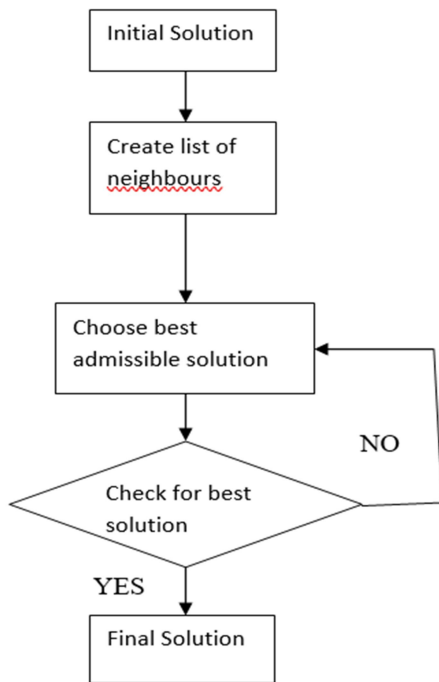 Initial Solution
Create list of
neighbours
Choose best
admissible solution
NO
Check for best
solution
YES
Final Solution